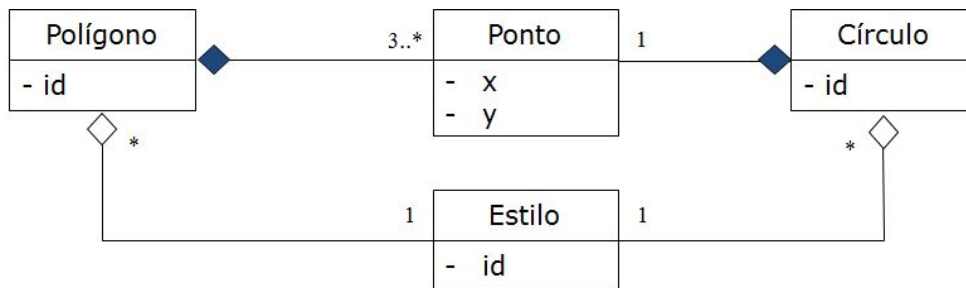 Polígono
- id
3..*
Ponto
- x
- y
1
Círculo
- id
*
*
1
Estilo
- id
1